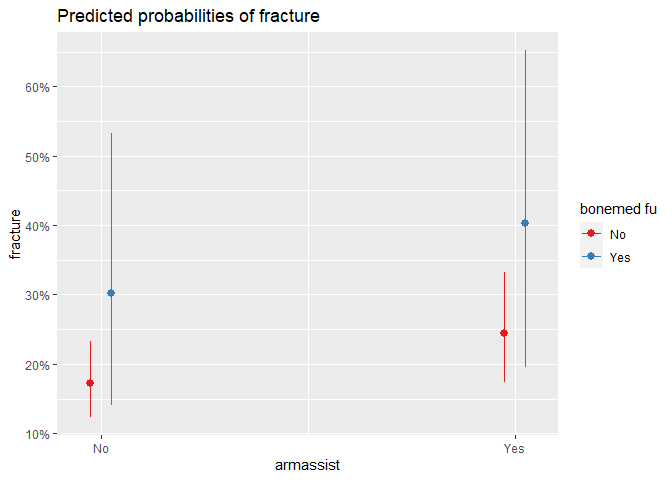 Predicted probabilities of fracture
60%
50%
40%
30%
20%
10%
fracture
No
Yes
armassist
bonemed fu
No
Yes